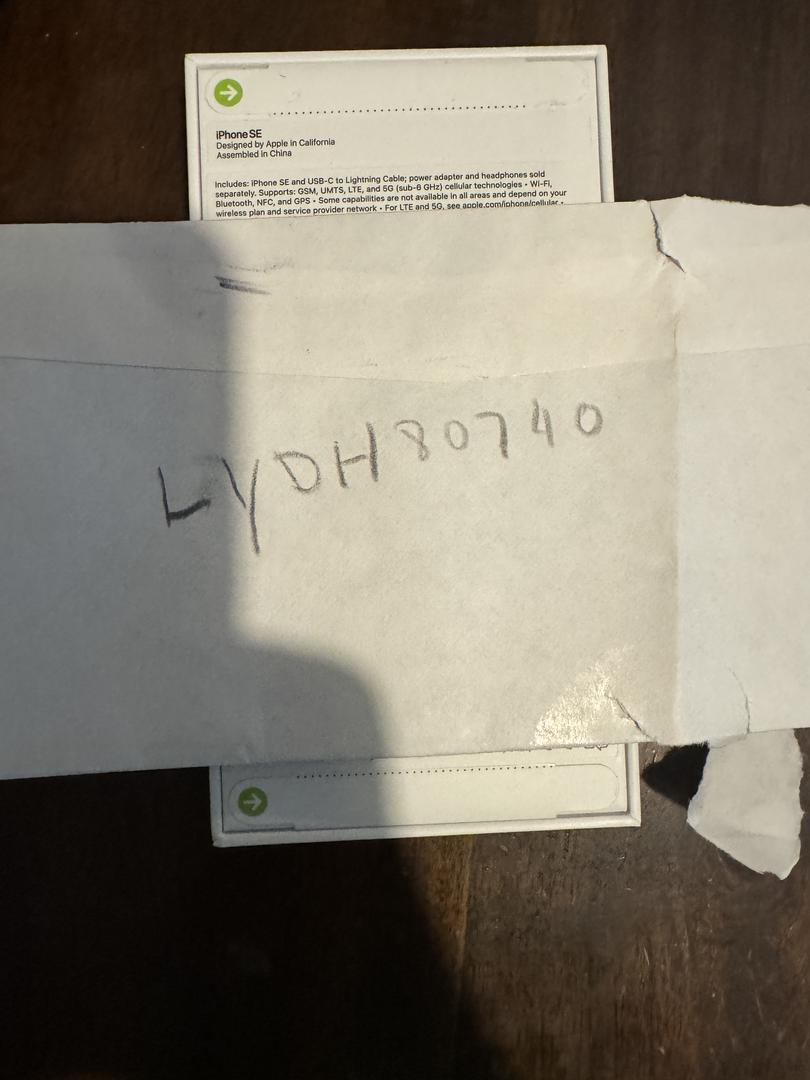 iPhone SE
Designed by Apple in California
Assembled in China
Includes: iPhone SE and USB-C to Lightning Cable; power adapter and headphones sold
separately. Supports: GSM, UMTS, LTE, and 5G (sub-6 GHz) cellular technologies • Wi-Fi,
Bluetooth, NFC, and GPS • Some capabilities are not available in all areas and depend on your
wireless plan and service provider network • For LTE and 5G, see apple.com/iphone/cellular •
LYDH80740